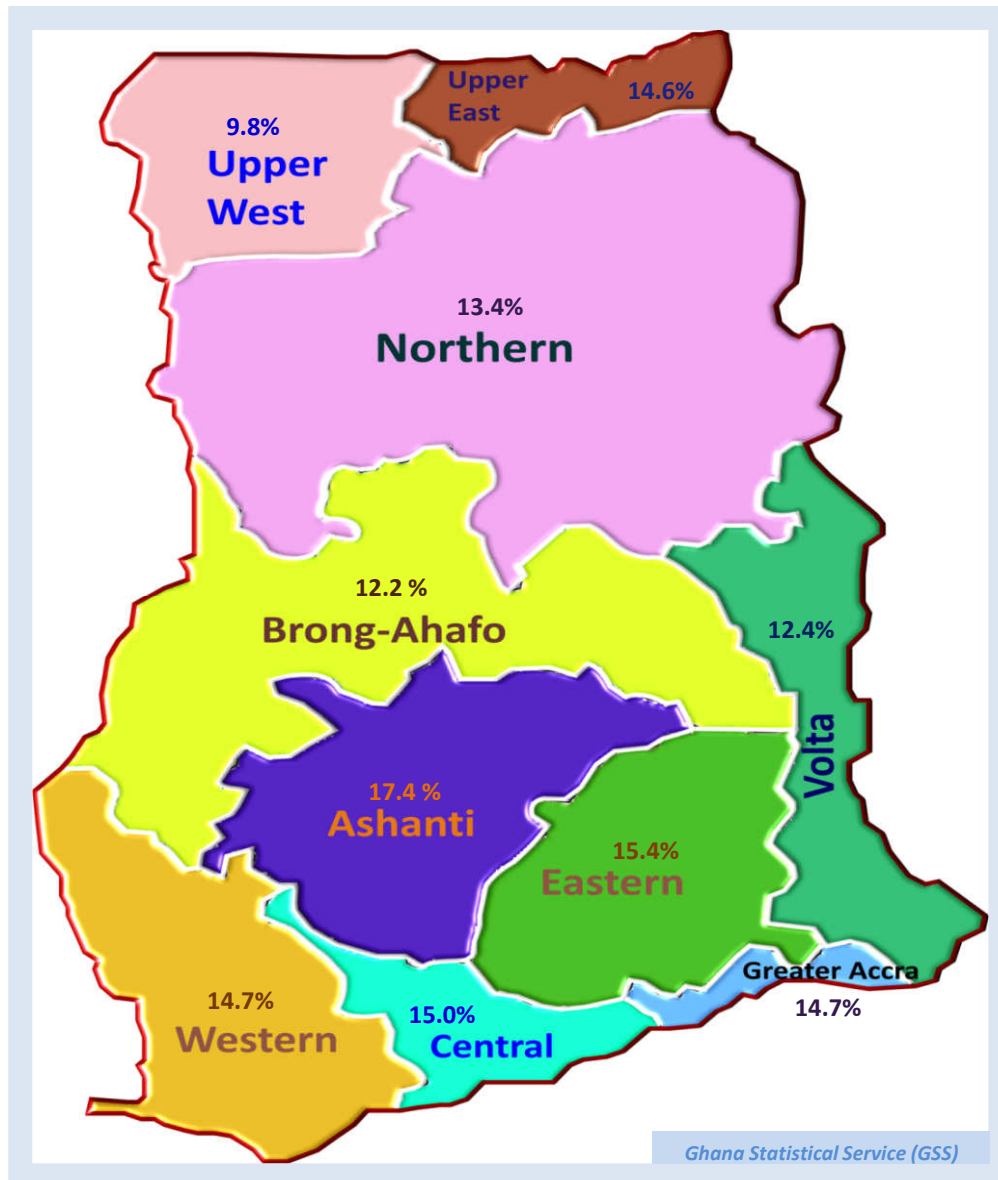 Upper
East
14.6%
9.8%
Upper
West
13.4%
Northern
12.2 %
Brong-Ahafo
12.4%
Volta
17.4 %
Ashanti
15.4%
Eastern
Greater Accra
14.7%
14.7%
Western
15.0%
Central
Ghana Statistical Service (GSS)